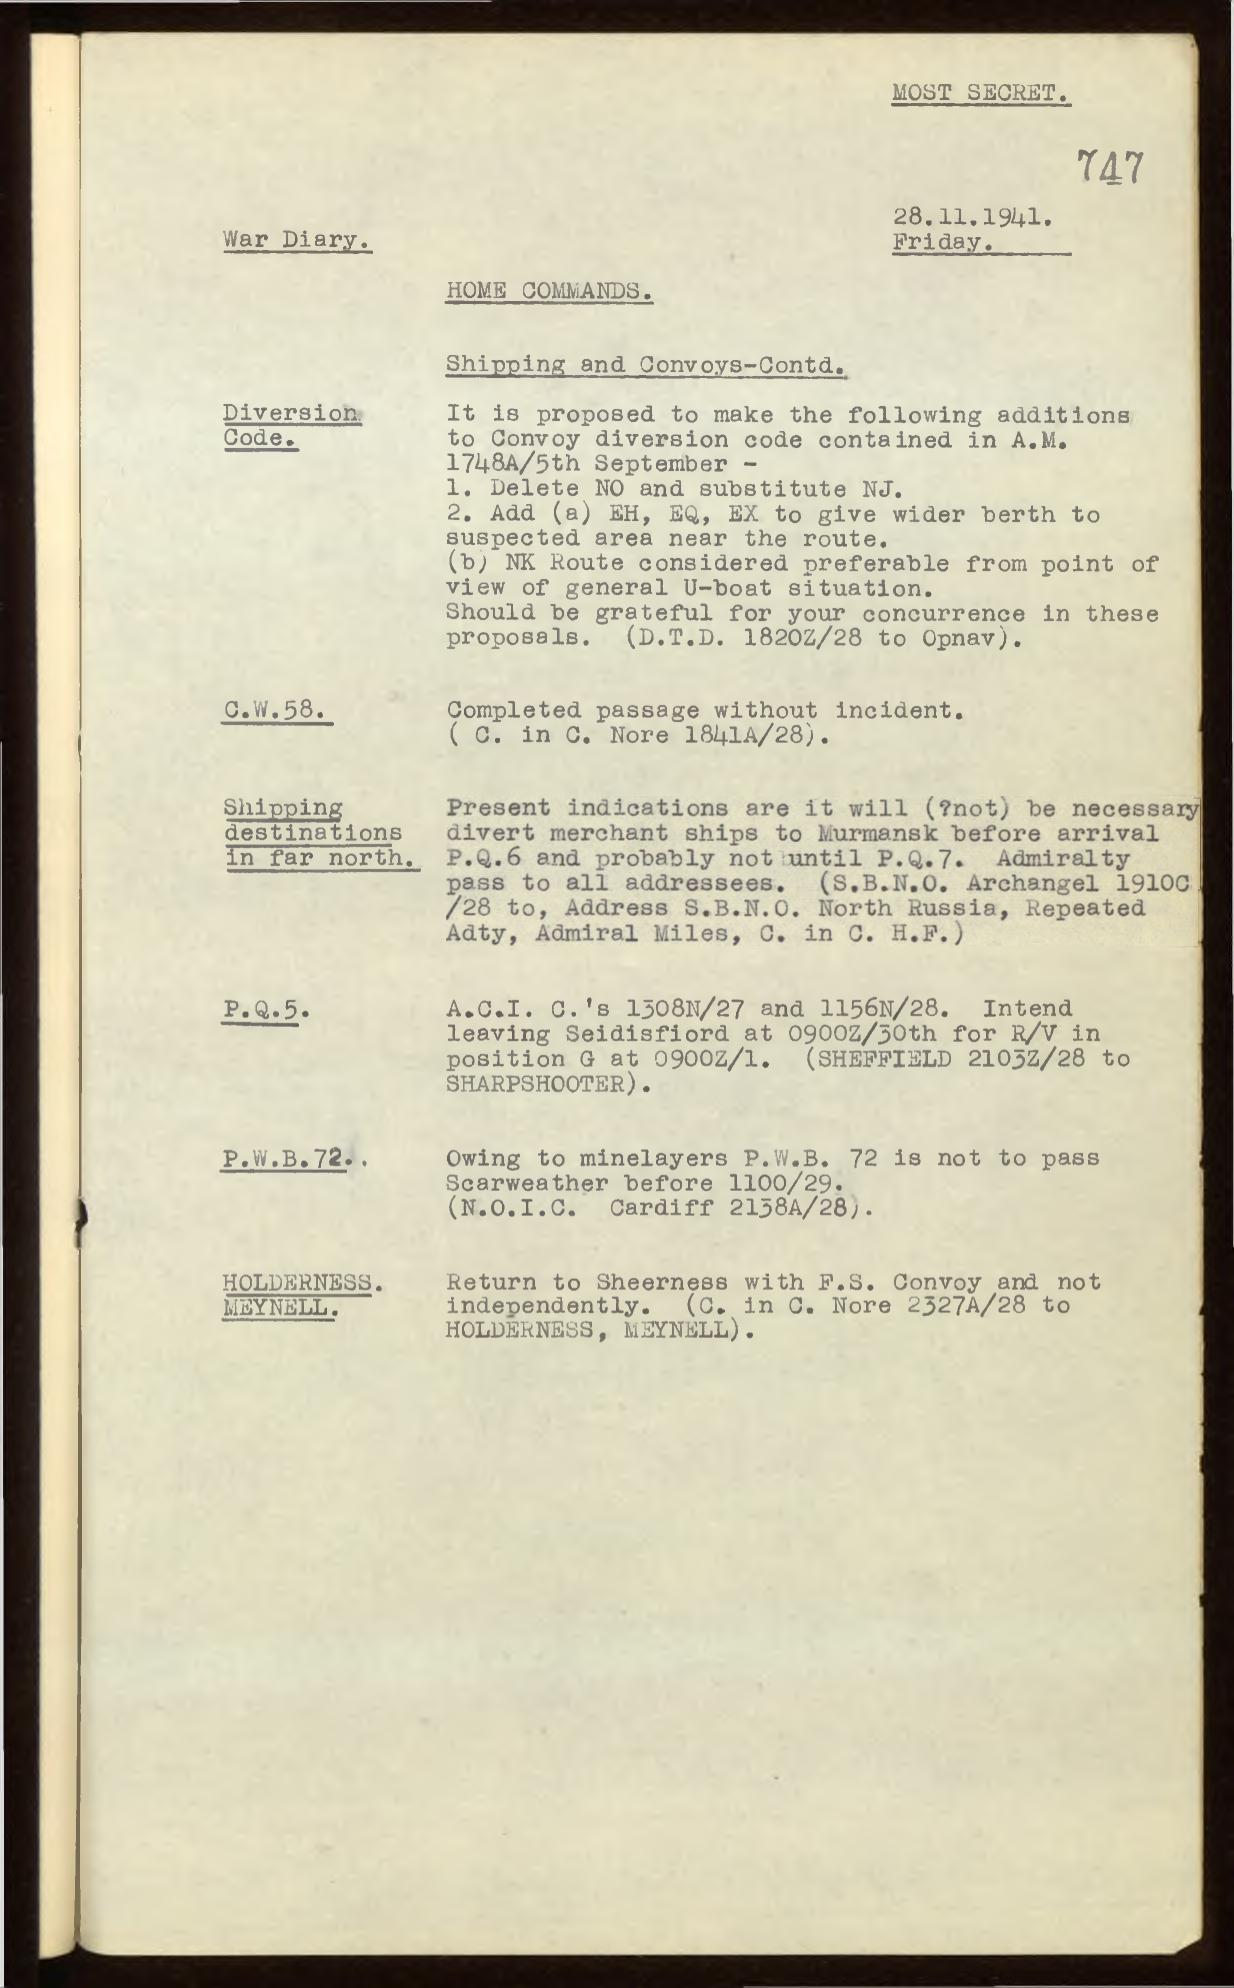 MOST SECRET.
747
28.11.1941.
War Diary.
Friday.
HOME COMMANDS.
Shipping and Convoys-Contd.
Diversion
Code.
It is proposed to make the following additions
to Convoy diversion code contained in A.M.
1748A/5th September -
1. Delete NO and substitute NJ.
2. Add (a) EH, EQ, EX to give wider berth to
suspected area near the route.
(b) NK Route considered preferable from point of
view of general U-boat situation.
Should be grateful for your concurrence in these
proposals. (D.T.D. 1820Z/28 to Opnav).
C.W.58.
Completed passage without incident.
( C. in C. Nore 1841A/28).
Shipping
destinations
in far north.
Present indications are it will (?not) be necessary
divert merchant ships to Murmansk before arrival
P.Q.6 and probably not until P.Q.7. Admiralty
pass to all addressees. (S.B.N.O. Archangel 1910C
/28 to, Address S.B.N.O. North Russia, Repeated
Adty, Admiral Miles, C. in C. H.F.)
P.Q.5.
A.C.I. C.'s 1308N/27 and 1156N/28. Intend
leaving Seidisfiord at 0900Z/30th for R/V in
position G at 0900Z/1. (SHEFFIELD 2103Z/28 to
SHARPSHOOTER).
P.W.B.72..
Owing to minelayers P.W.B. 72 is not to pass
Scarweather before 1100/29.
(N.O.I.C. Cardiff 2138A/28).
HOLDERNESS.
MEYNELL.
Return to Sheerness with F.S. Convoy and not
independently. (C. in C. Nore 2327A/28 to
HOLDERNESS, MEYNELL).